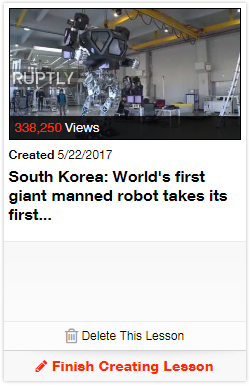 RUPTLY
338,250 Views
Created 5/22/2017
South Korea: World's first
giant manned robot takes its
first...
Delete This Lesson
Finish Creating Lesson